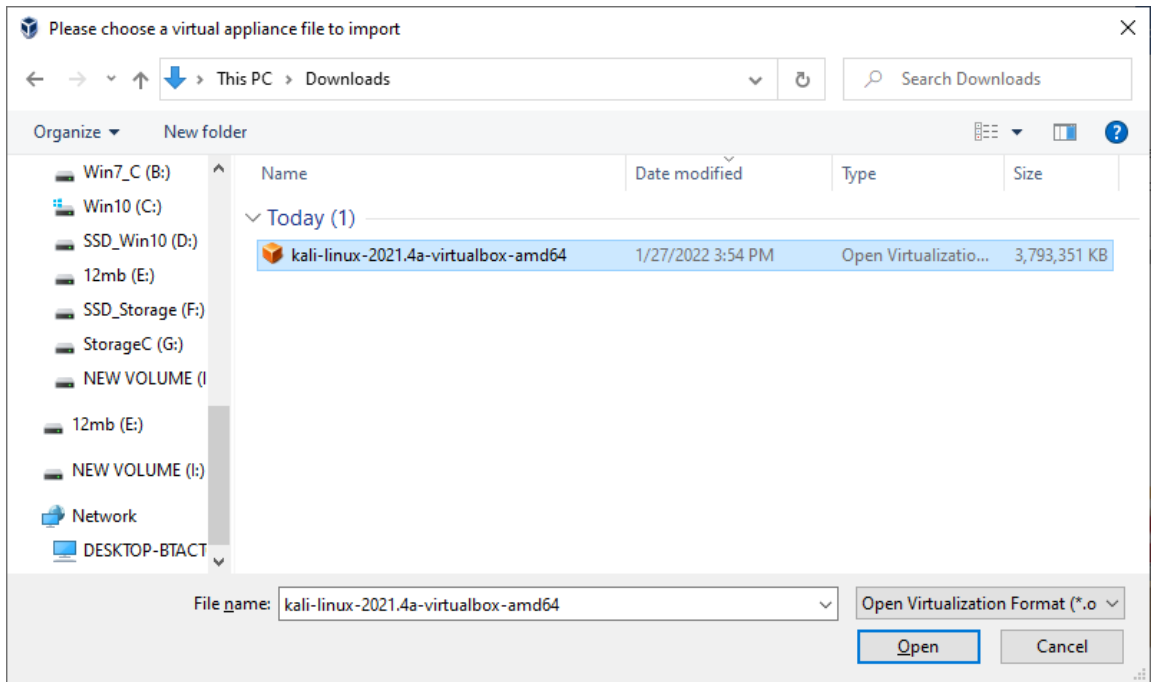 Please choose a virtual appliance file to import
This PC > Downloads
Search Downloads
Organize
New folder
?
Name
Date modified
Type
Size
Win7_C (B:)
Win10 (C:)
SSD_Win10 (D:)
12mb (E:)
SSD_Storage (F:)
StorageC (G:)
NEW VOLUME (I
12mb (E:)
NEW VOLUME (I:)
Network
DESKTOP-BTACT
Today (1)
kali-linux-2021.4a-virtualbox-amd64 1/27/2022 3:54 PM Open Virtualizatio... 3,793,351 KB
File name: kali-linux-2021.4a-virtualbox-amd64
Open Virtualization Format (*.o
Open
Cancel